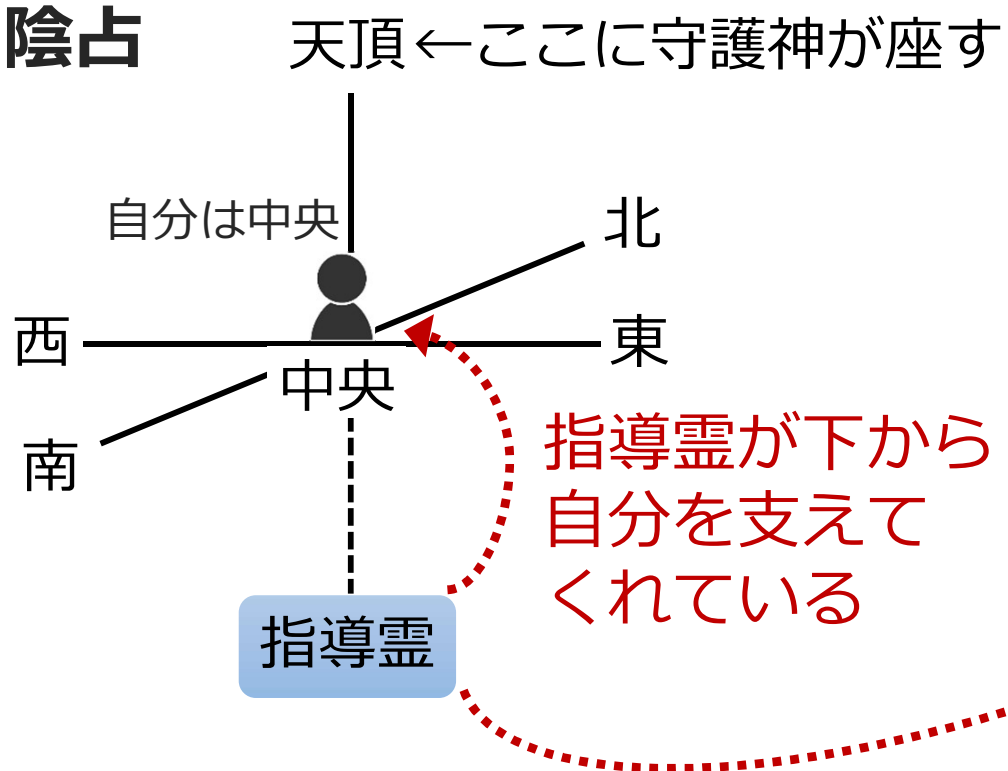 陰占
天頂←ここに守護神が座す
自分は中央
北
西
東
中央
南
指導霊が下から
自分を支えて
くれている
指導霊